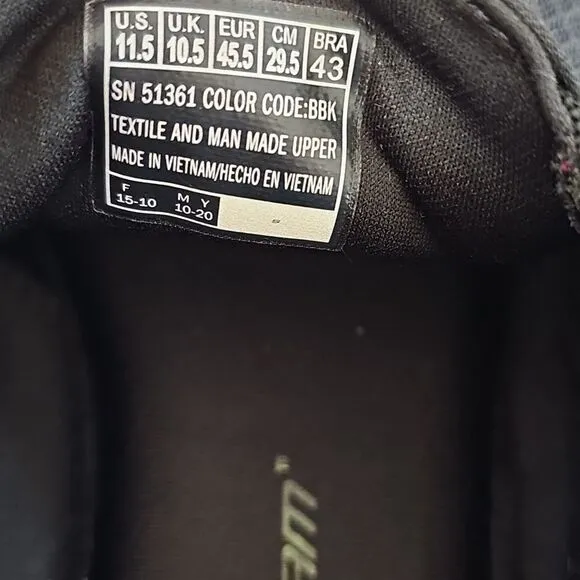 U.S. U.K. EUR CM BRA
11.5 10.5 45.5 29.5 43
SN 51361 COLOR CODE:BBK
TEXTILE AND MAN MADE UPPER
MADE IN VIETNAM/HECHO EN VIETNAM
F M Y
15-10 10-20
am